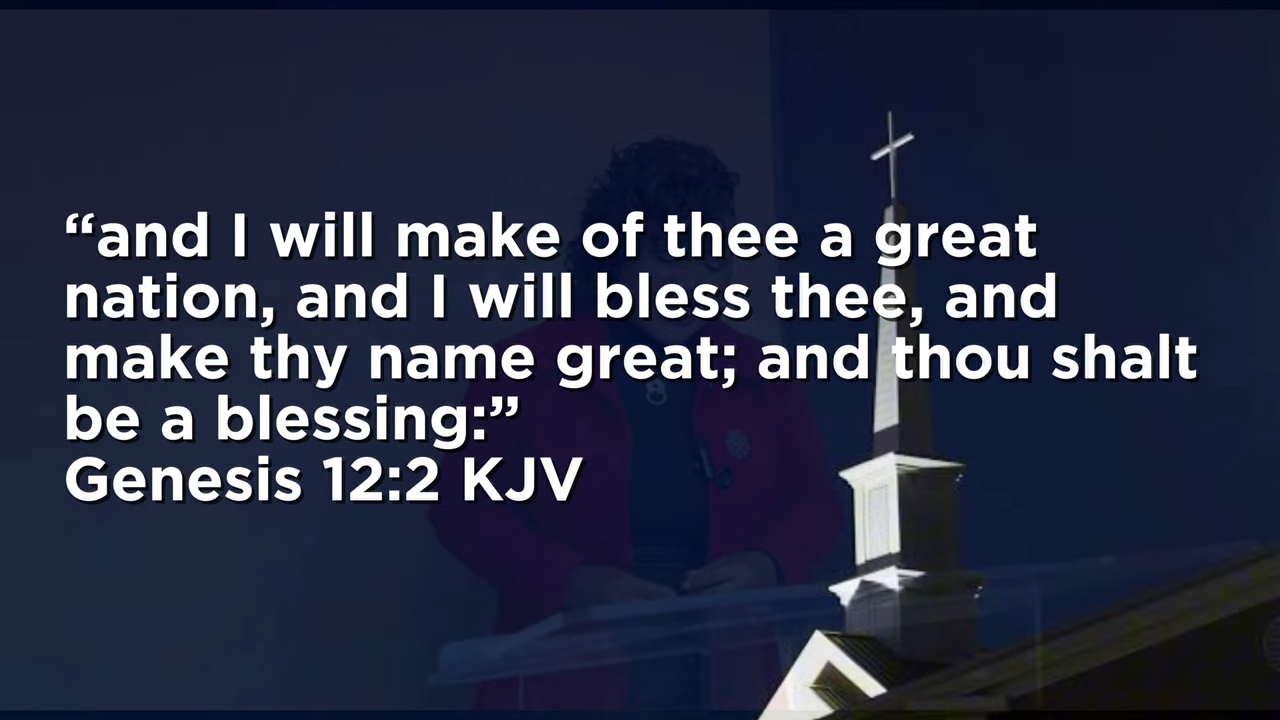 “and I will make of thee a great
nation, and I will bless thee, and
make thy name great; and thou shalt
be a blessing:”
Genesis 12:2 KJV